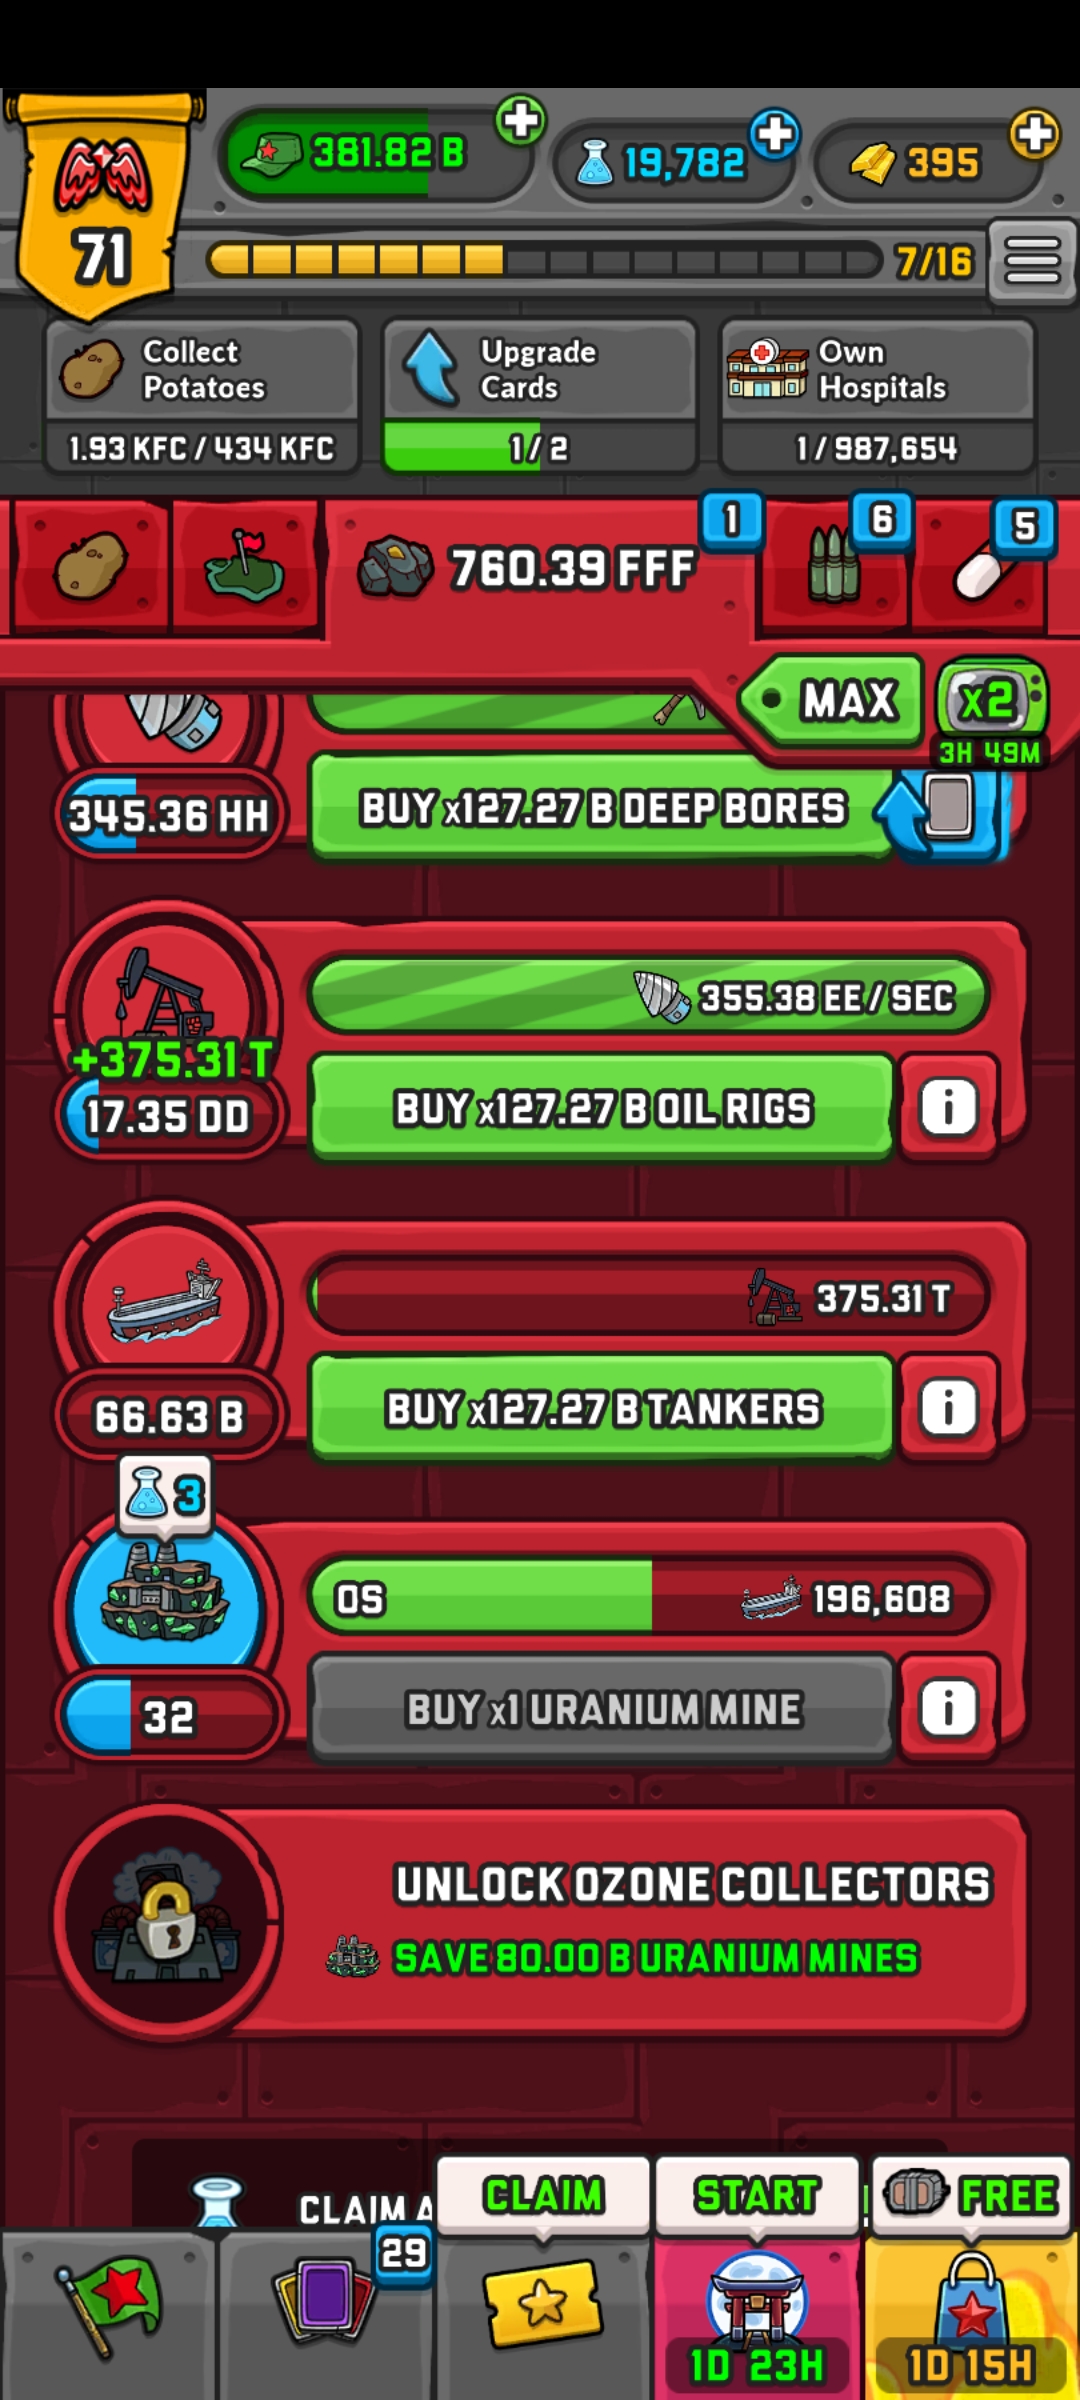 381.82 B
19,782
395
71
7/16
Collect
Potatoes
1.93 KFC / 434 KFC
Upgrade
Cards
1 / 2
Own
Hospitals
1 / 987,654
760.39 FFF
1
6
5
MAX
x2
3H 49M
345.36 HH
BUY x127.27 B DEEP BORES
355.38 EE / SEC
+375.31 T
17.35 DD
BUY x127.27 B OIL RIGS
i
375.31 T
66.63 B
BUY x127.27 B TANKERS
i
3
0S
196,608
32
BUY x1 URANIUM MINE
i
UNLOCK OZONE COLLECTORS
SAVE 80.00 B URANIUM MINES
CLAIM A
CLAIM
START
FREE
29
1D 23H
1D 15H